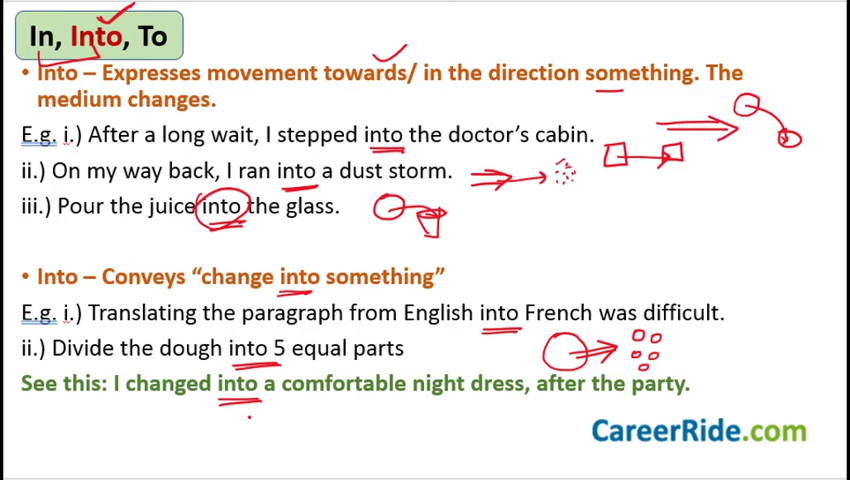 In, Into, To
• Into – Expresses movement towards/ in the direction something. The
medium changes.
E.g. i.) After a long wait, I stepped into the doctor's cabin.
ii.) On my way back, I ran into a dust storm.
iii.) Pour the juice into the glass.
• Into – Conveys “change into something”
E.g. i.) Translating the paragraph from English into French was difficult.
ii.) Divide the dough into 5 equal parts
See this: I changed into a comfortable night dress, after the party.
CareerRide.com